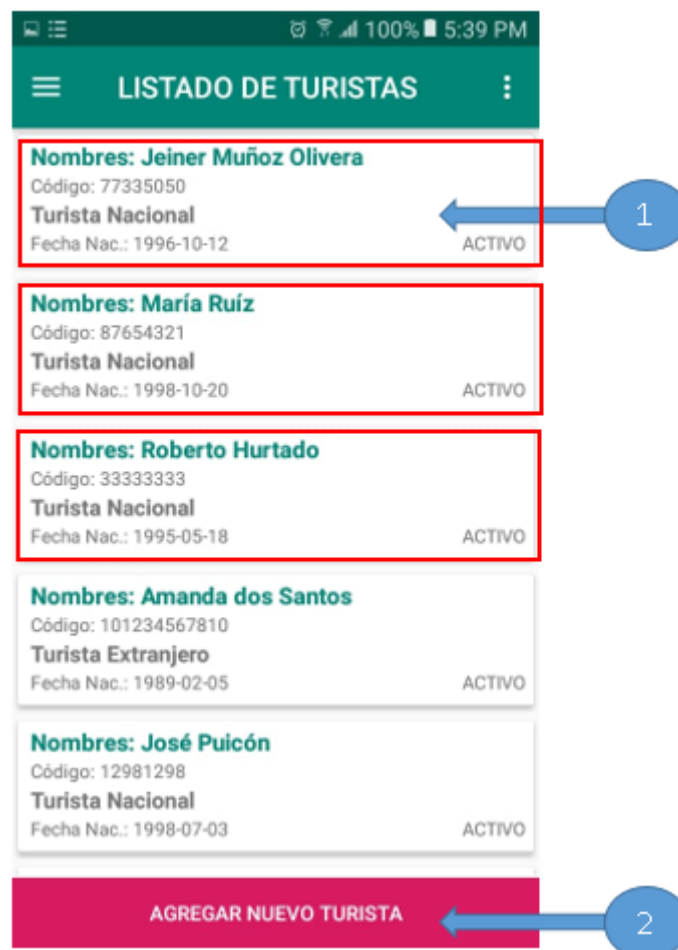 100% 5:39 PM
LISTADO DE TURISTAS
Nombres: Jeiner Muñoz Olivera
Código: 77335050
Turista Nacional
Fecha Nac.: 1996-10-12 ACTIVO
1
Nombres: María Ruíz
Código: 87654321
Turista Nacional
Fecha Nac.: 1998-10-20 ACTIVO
Nombres: Roberto Hurtado
Código: 33333333
Turista Nacional
Fecha Nac.: 1995-05-18 ACTIVO
Nombres: Amanda dos Santos
Código: 101234567810
Turista Extranjero
Fecha Nac.: 1989-02-05 ACTIVO
Nombres: José Puicón
Código: 12981298
Turista Nacional
Fecha Nac.: 1998-07-03 ACTIVO
AGREGAR NUEVO TURISTA
2